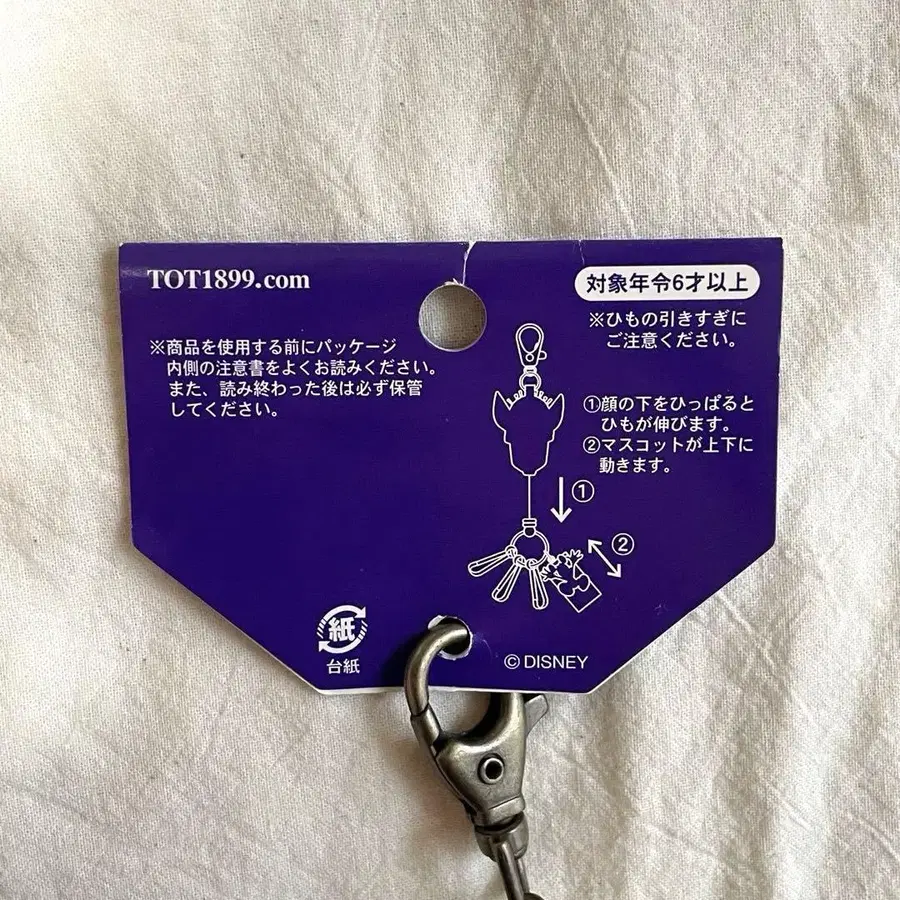 TOT1899.com
※商品を使用する前にパッケージ
内側の注意書をよくお読みください。
また、読み終わった後は必ず保管
してください。
対象年令6才以上
※ひもの引きすぎに
ご注意ください。
①顔の下をひっぱると
ひもが伸びます。
②マスコットが上下に
動きます。
①
②
紙
台紙
© DISNEY